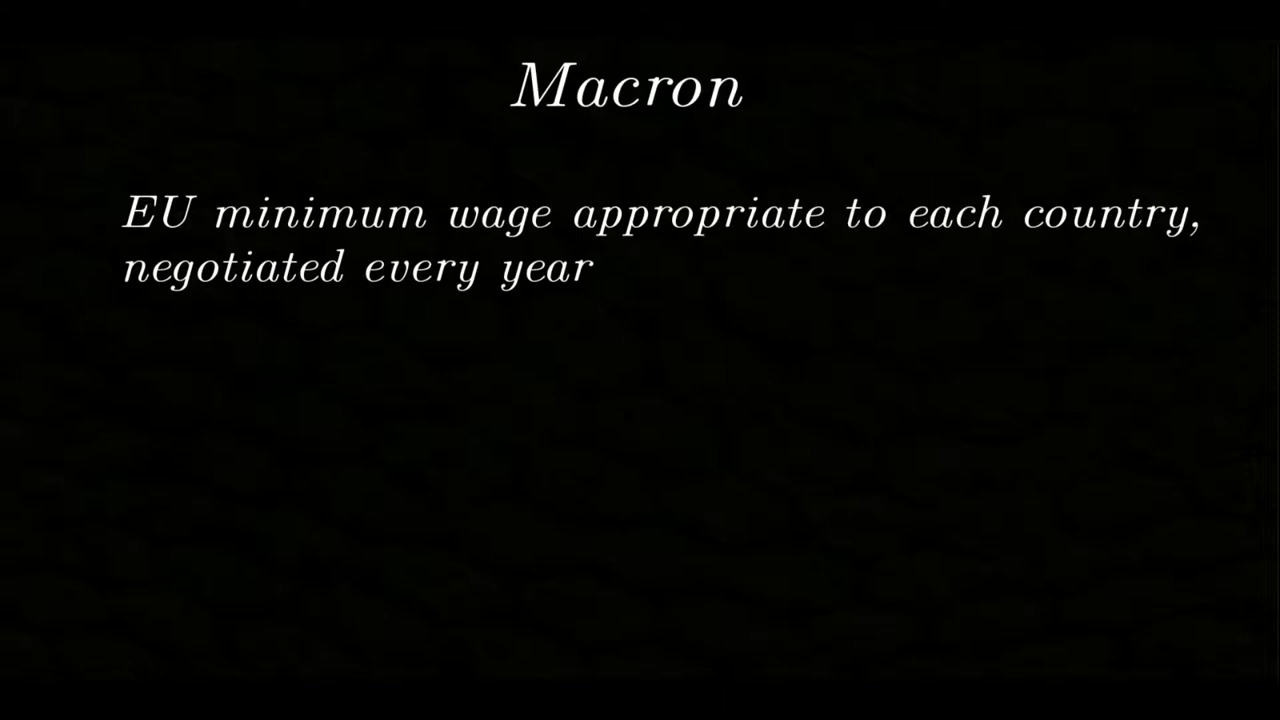 Macron
EU minimum wage appropriate to each country,
negotiated every year